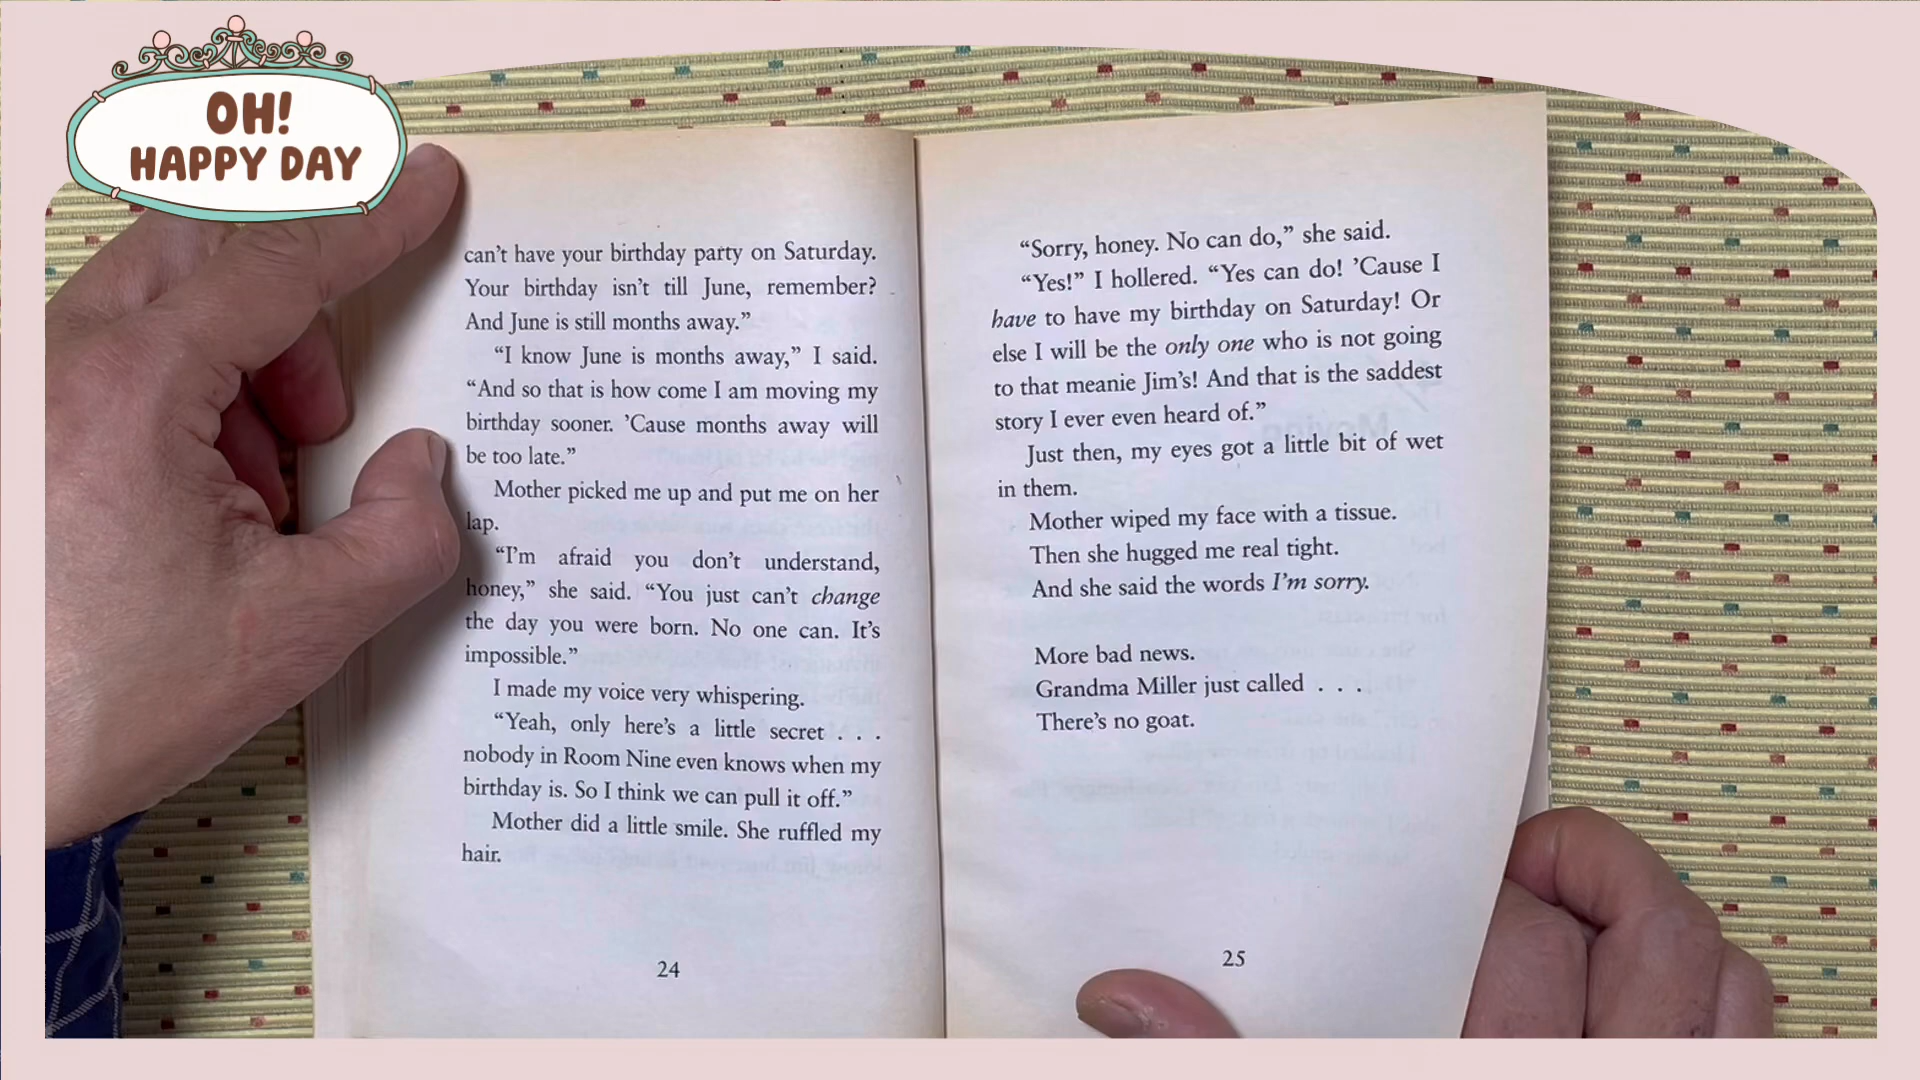 OH!
HAPPY DAY
can't have your birthday party on Saturday.
Your birthday isn't till June, remember?
And June is still months away.”
“I know June is months away,” I said.
“And so that is how come I am moving my
birthday sooner. ’Cause months away will
be too late.”
Mother picked me up and put me on her
lap.
“I’m afraid you don’t understand,
honey,” she said. “You just can’t change
the day you were born. No one can. It’s
impossible.”
I made my voice very whispering.
“Yeah, only here’s a little secret . . .
nobody in Room Nine even knows when my
birthday is. So I think we can pull it off.”
Mother did a little smile. She ruffled my
hair.
24
“Sorry, honey. No can do,” she said.
“Yes!” I hollered. “Yes can do! ’Cause I
have to have my birthday on Saturday! Or
else I will be the only one who is not going
to that meanie Jim’s! And that is the saddest
story I ever even heard of.”
Just then, my eyes got a little bit of wet
in them.
Mother wiped my face with a tissue.
Then she hugged me real tight.
And she said the words I’m sorry.
More bad news.
Grandma Miller just called . . .
There’s no goat.
25